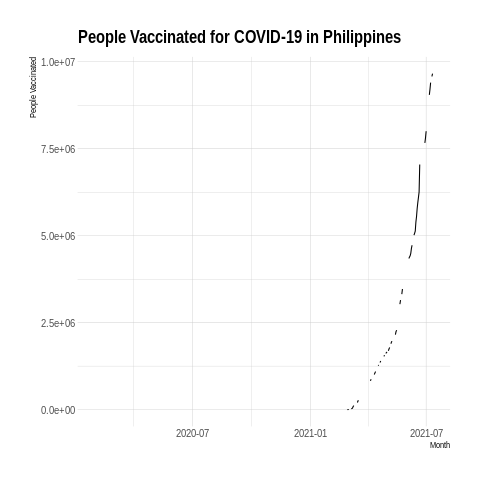 People Vaccinated for COVID-19 in Philippines
People Vaccinated
1.0e+07
7.5e+06
5.0e+06
2.5e+06
0.0e+00
2020-07 2021-01 2021-07
Month